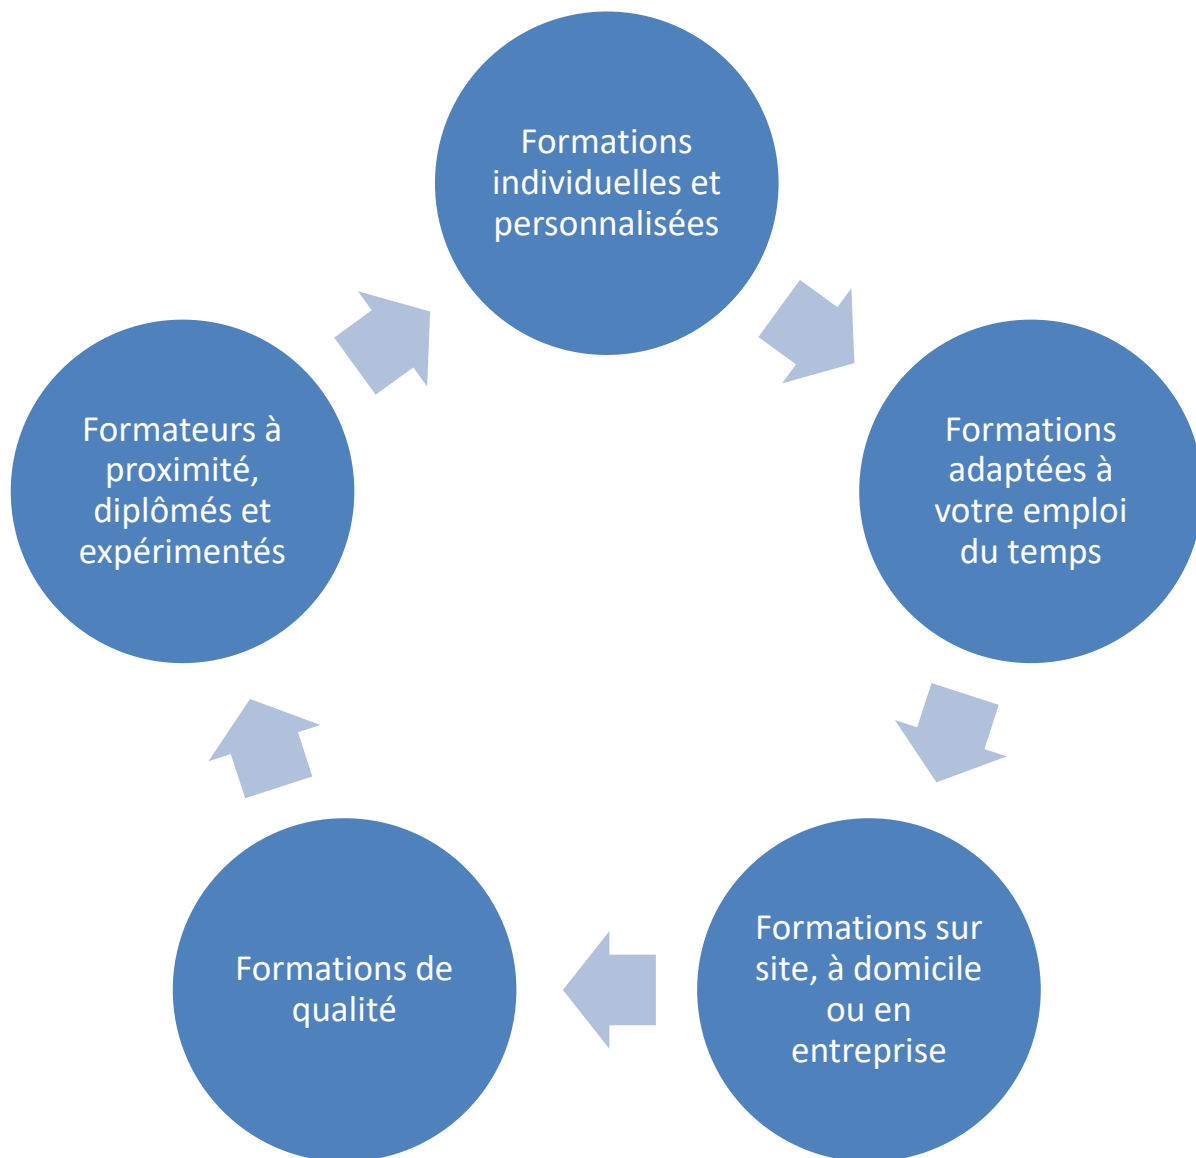 Formations
individuelles et
personnalisées
Formations
adaptées à
votre emploi
du temps
Formations sur
site, à domicile
ou en
entreprise
Formations de
qualité
Formateurs à
proximité,
diplômés et
expérimentés